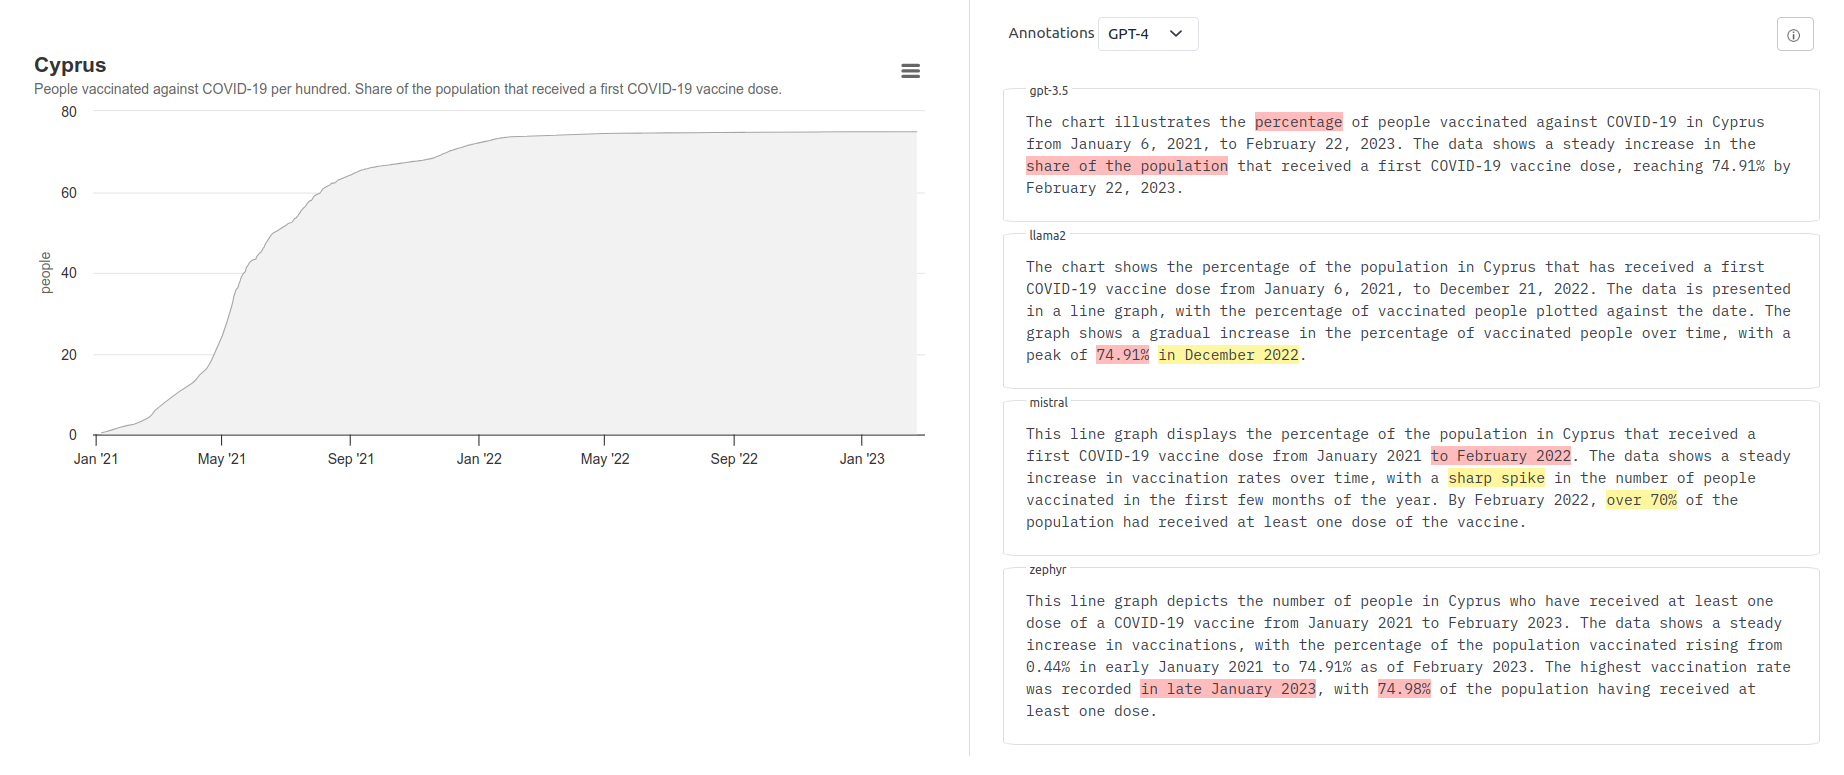 Cyprus
People vaccinated against COVID-19 per hundred. Share of the population that received a first COVID-19 vaccine dose.
80
60
40
20
0
people
Jan '21
May '21
Sep '21
Jan '22
May '22
Sep '22
Jan '23
Annotations GPT-4
gpt-3.5
The chart illustrates the percentage of people vaccinated against COVID-19 in Cyprus
from January 6, 2021, to February 22, 2023. The data shows a steady increase in the
share of the population that received a first COVID-19 vaccine dose, reaching 74.91% by
February 22, 2023.
llama2
The chart shows the percentage of the population in Cyprus that has received a first
COVID-19 vaccine dose from January 6, 2021, to December 21, 2022. The data is presented
in a line graph, with the percentage of vaccinated people plotted against the date. The
graph shows a gradual increase in the percentage of vaccinated people over time, with a
peak of 74.91% in December 2022.
mistral
This line graph displays the percentage of the population in Cyprus that received a
first COVID-19 vaccine dose from January 2021 to February 2022. The data shows a steady
increase in vaccination rates over time, with a sharp spike in the number of people
vaccinated in the first few months of the year. By February 2022, over 70% of the
population had received at least one dose of the vaccine.
zephyr
This line graph depicts the number of people in Cyprus who have received at least one
dose of a COVID-19 vaccine from January 2021 to February 2023. The data shows a steady
increase in vaccinations, with the percentage of the population vaccinated rising from
0.44% in early January 2021 to 74.91% as of February 2023. The highest vaccination rate
was recorded in late January 2023, with 74.98% of the population having received at
least one dose.